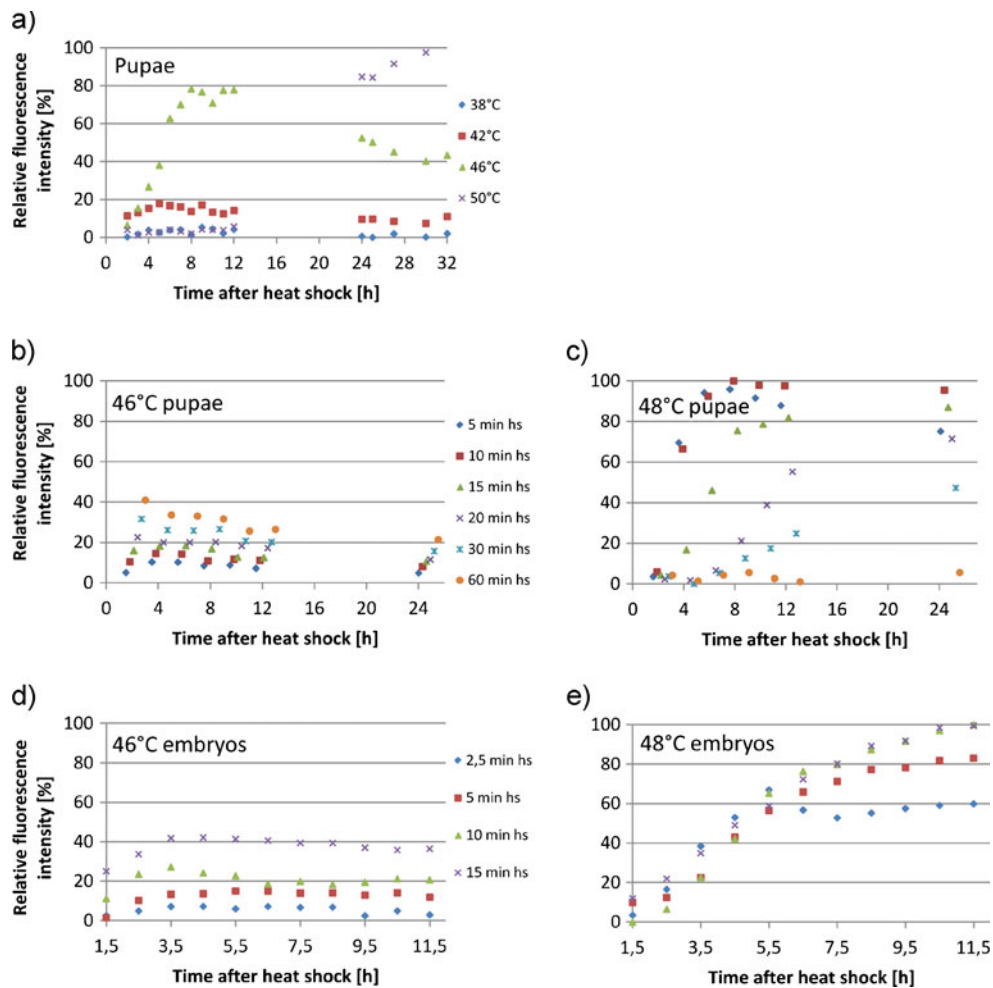 a)
Pupae
Relative fluorescence
intensity [%]
100
80
60
40
20
0
0 4 8 12 16 20 24 28 32
Time after heat shock [h]
38°C
42°C
46°C
50°C
b)
46°C pupae
Relative fluorescence
intensity [%]
100
80
60
40
20
0
0 4 8 12 16 20 24
Time after heat shock [h]
5 min hs
10 min hs
15 min hs
20 min hs
30 min hs
60 min hs
c)
48°C pupae
100
80
60
40
20
0
0 4 8 12 16 20 24
Time after heat shock [h]
d)
46°C embryos
Relative fluorescence
intensity [%]
100
80
60
40
20
0
1,5 3,5 5,5 7,5 9,5 11,5
Time after heat shock [h]
2,5 min hs
5 min hs
10 min hs
15 min hs
e)
48°C embryos
100
80
60
40
20
0
1,5 3,5 5,5 7,5 9,5 11,5
Time after heat shock [h]